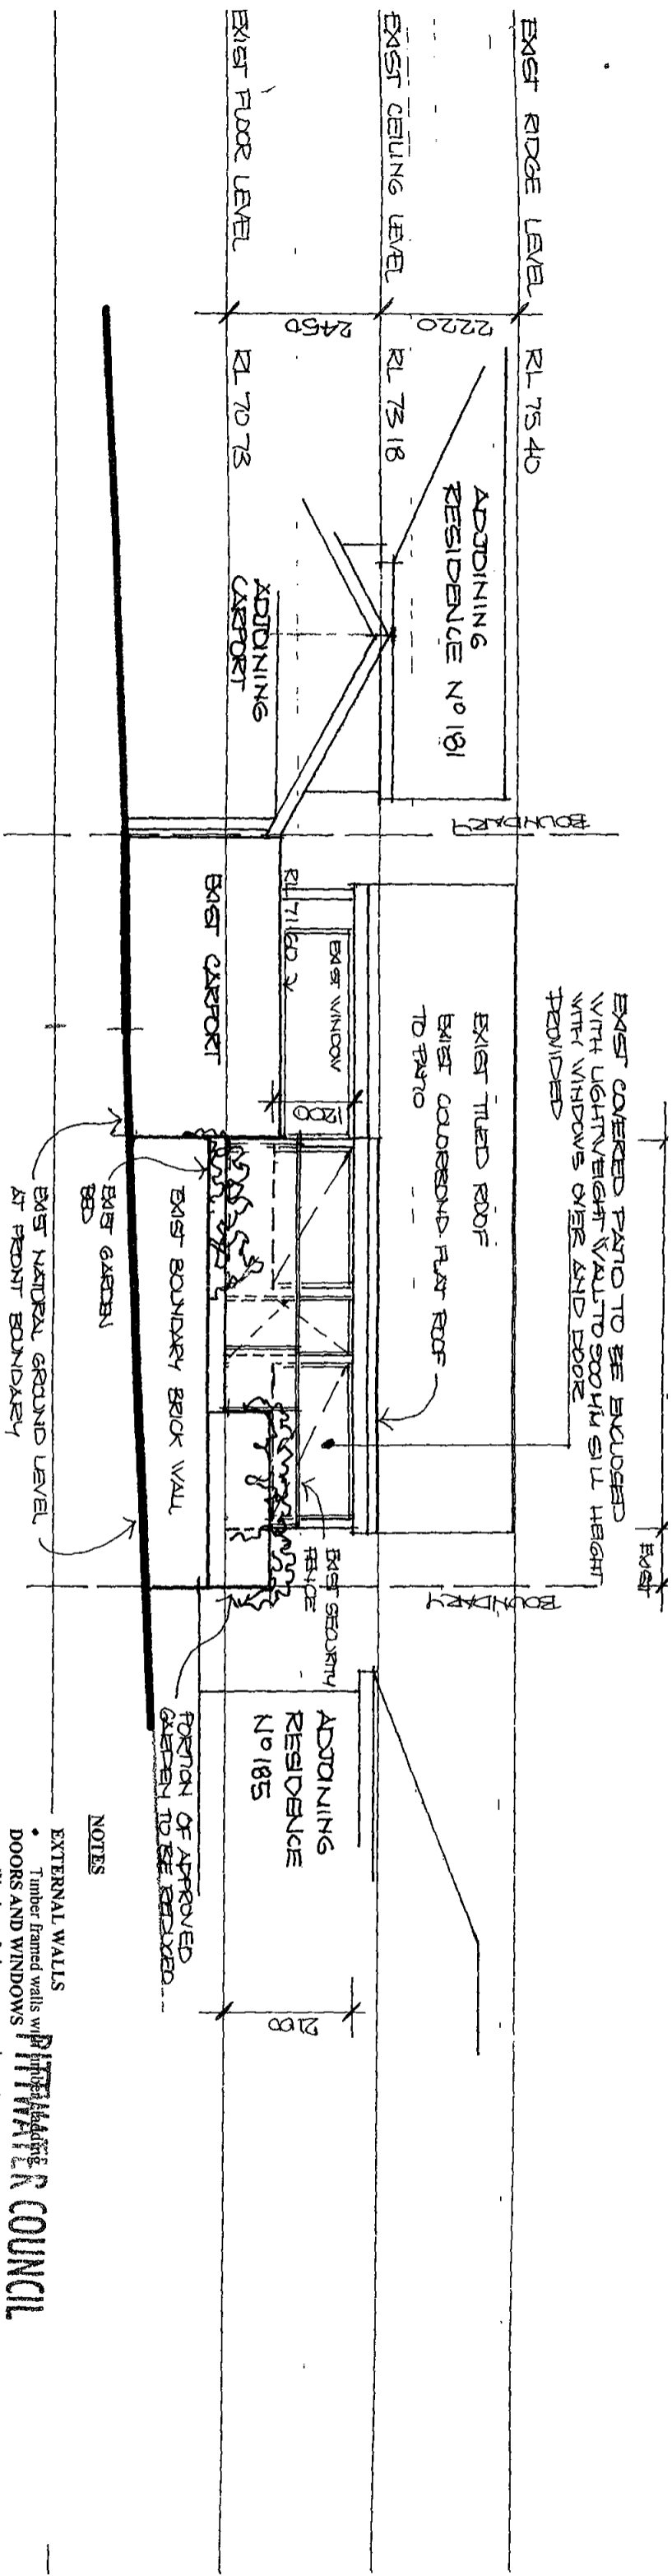 EXIST RIDGE LEVEL RL 75 40
EXIST CEILING LEVEL RL 73 18
EXIST FLOOR LEVEL RL 70 73
2220
2450
ADJOINING
RESIDENCE Nº 181
ADJOINING
CARPORT
BOUNDARY
EXIST COVERED PATIO TO BE ENCLOSED
WITH LIGHTWEIGHT WALL TO 900MM SILL HEIGHT
WITH WINDOWS OVER AND DOOR
PROVIDED
EXIST
EXIST TILED ROOF
EXIST COLORBOND FLAT ROOF
TO PATIO
EXIST WINDOW
RL 71 60
1200
EXIST CARPORT
EXIST BOUNDARY BRICK WALL
EXIST GARDEN
BED
EXIST NATURAL GROUND LEVEL
AT FRONT BOUNDARY
EXIST SECURITY
FENCE
BOUNDARY
ADJOINING
RESIDENCE
Nº 185
PORTION OF APPROVED
GARDEN TO BE REDUCED
2100
NOTES
EXTERNAL WALLS
• Timber framed walls with timber cladding
DOORS AND WINDOWS
PITTWATER COUNCIL